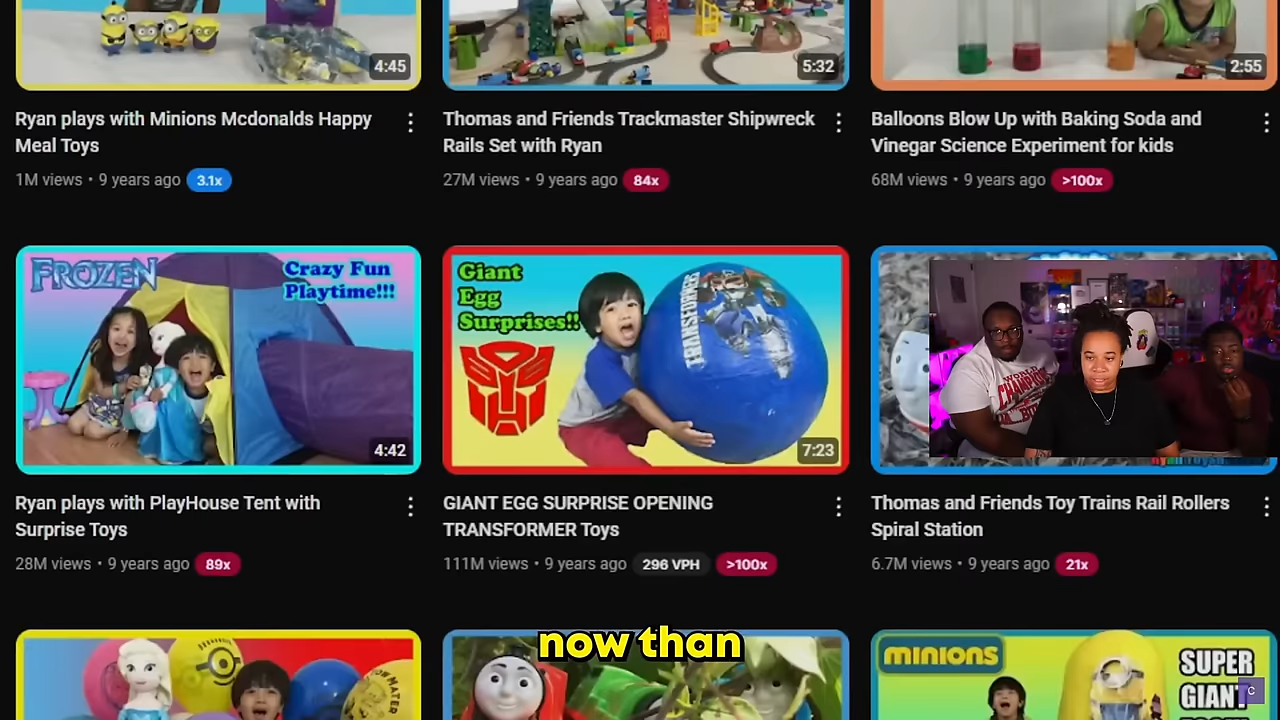 4:45
5:32
2:55
Ryan plays with Minions Mcdonalds Happy
Meal Toys
1M views • 9 years ago 3.1x
Thomas and Friends Trackmaster Shipwreck
Rails Set with Ryan
27M views • 9 years ago 84x
Balloons Blow Up with Baking Soda and
Vinegar Science Experiment for kids
68M views • 9 years ago >100x
FROZEN
Crazy Fun
Playtime!!!
4:42
Giant
Egg
Surprises!!
TRANSFORMERS
7:23
WORLD
CHAMPIONS
Ryan plays with PlayHouse Tent with
Surprise Toys
28M views • 9 years ago 89x
GIANT EGG SURPRISE OPENING
TRANSFORMER Toys
111M views • 9 years ago 296 VPH >100x
Thomas and Friends Toy Trains Rail Rollers
Spiral Station
6.7M views • 9 years ago 21x
now than
MINIONS
SUPER
GIANT
C